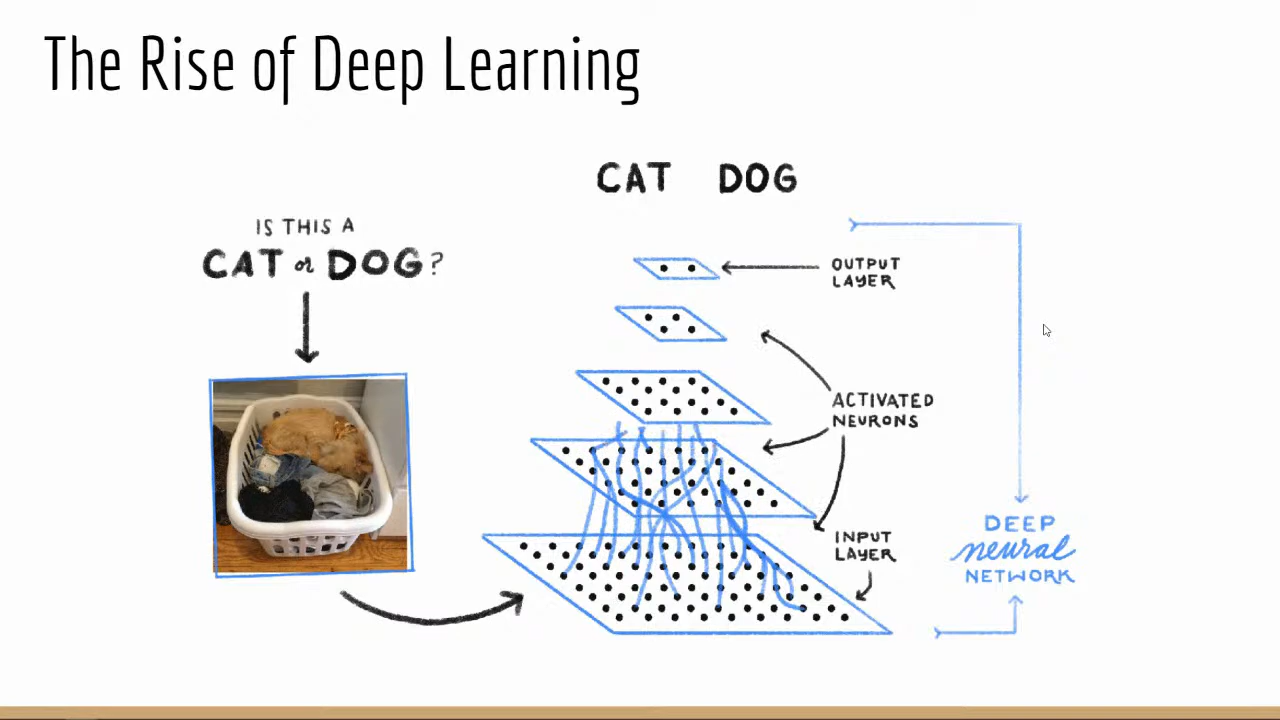 The Rise of Deep Learning
CAT DOG
IS THIS A
CAT or DOG?
OUTPUT
LAYER
ACTIVATED
NEURONS
INPUT
LAYER
DEEP
neural
NETWORK